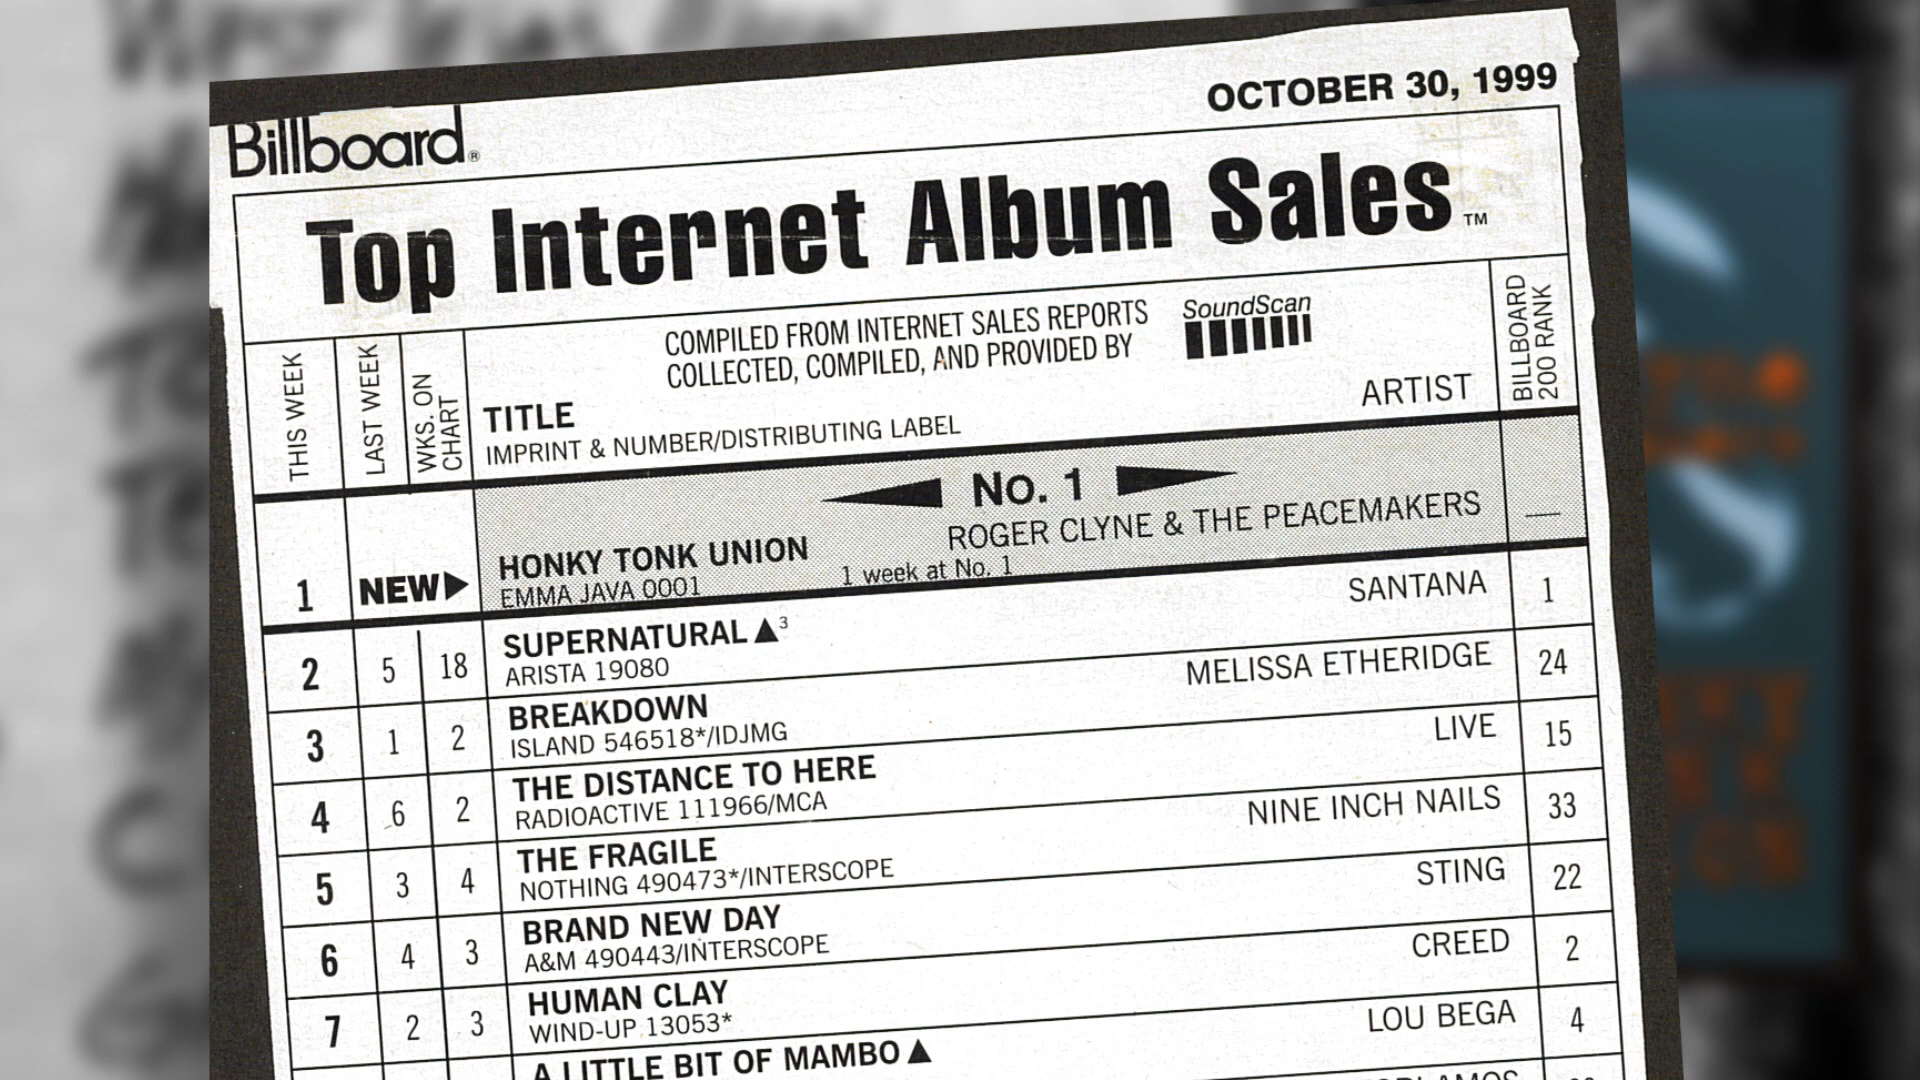 OCTOBER 30, 1999
Billboard®
Top Internet Album Sales™
THIS WEEK
LAST WEEK
WKS. ON
CHART
COMPILED FROM INTERNET SALES REPORTS
COLLECTED, COMPILED, AND PROVIDED BY
SoundScan
TITLE
IMPRINT & NUMBER/DISTRIBUTING LABEL
ARTIST
BILLBOARD
200 RANK
No. 1
1 NEW▶ HONKY TONK UNION ROGER CLYNE & THE PEACEMAKERS —
EMMA JAVA 0001 1 week at No. 1
2 5 18 SUPERNATURAL▲3 SANTANA 1
ARISTA 19080
3 1 2 BREAKDOWN MELISSA ETHERIDGE 24
ISLAND 546518*/IDJMG
4 6 2 THE DISTANCE TO HERE LIVE 15
RADIOACTIVE 111966/MCA
5 3 4 THE FRAGILE NINE INCH NAILS 33
NOTHING 490473*/INTERSCOPE
6 4 3 BRAND NEW DAY STING 22
A&M 490443/INTERSCOPE
7 2 3 HUMAN CLAY CREED 2
WIND-UP 13053*
A LITTLE BIT OF MAMBO▲ LOU BEGA 4